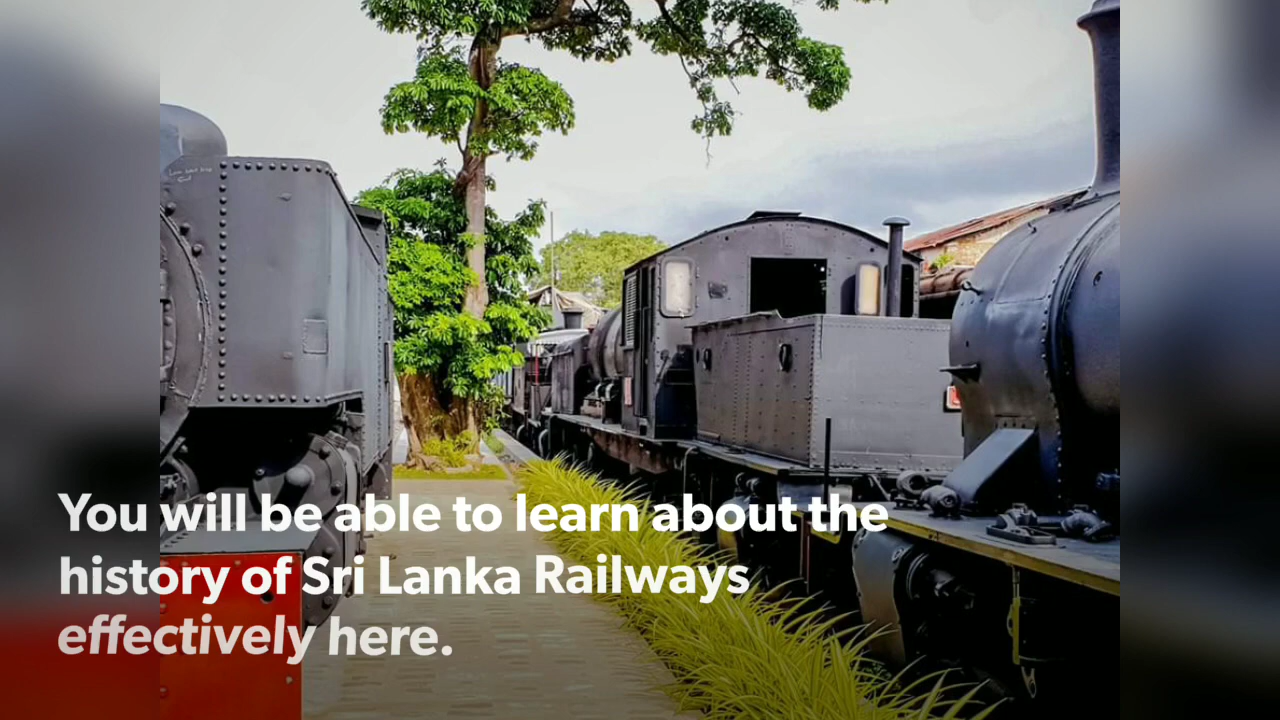 You will be able to learn about the
history of Sri Lanka Railways
effectively here.